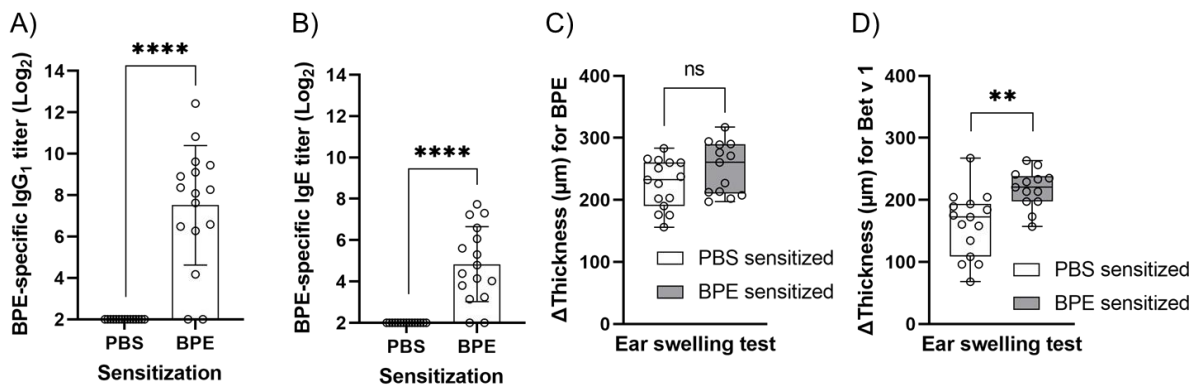 A)
BPE-specific IgG₁ titer (Log₂)
14
12
10
8
6
4
2
****
PBS
BPE
Sensitization
B)
BPE-specific IgE titer (Log₂)
14
12
10
8
6
4
2
****
PBS
BPE
Sensitization
C)
ΔThickness (µm) for BPE
400
300
200
100
0
ns
PBS sensitized
BPE sensitized
Ear swelling test
D)
ΔThickness (µm) for Bet v 1
400
300
200
100
0
**
PBS sensitized
BPE sensitized
Ear swelling test